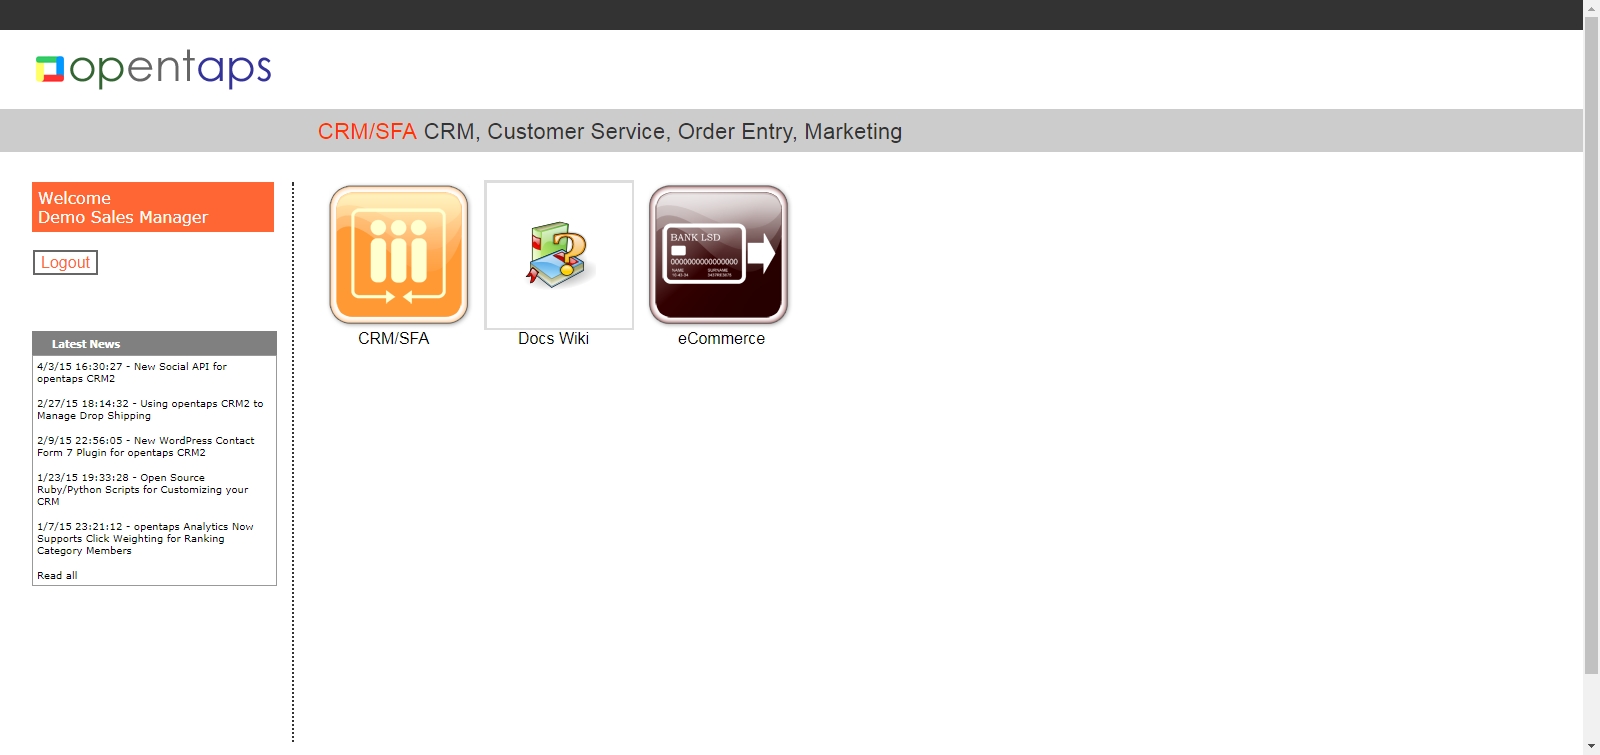 opentaps
CRM/SFA CRM, Customer Service, Order Entry, Marketing
Welcome
Demo Sales Manager
Logout
Latest News
4/3/15 16:30:27 - New Social API for
opentaps CRM2
2/27/15 18:14:32 - Using opentaps CRM2 to
Manage Drop Shipping
2/9/15 22:56:05 - New WordPress Contact
Form 7 Plugin for opentaps CRM2
1/23/15 19:33:28 - Open Source
Ruby/Python Scripts for Customizing your
CRM
1/7/15 23:21:12 - opentaps Analytics Now
Supports Click Weighting for Ranking
Category Members
Read all
CRM/SFA
Docs Wiki
BANK LSD
0000000000000000
NAME SURNAME
eCommerce